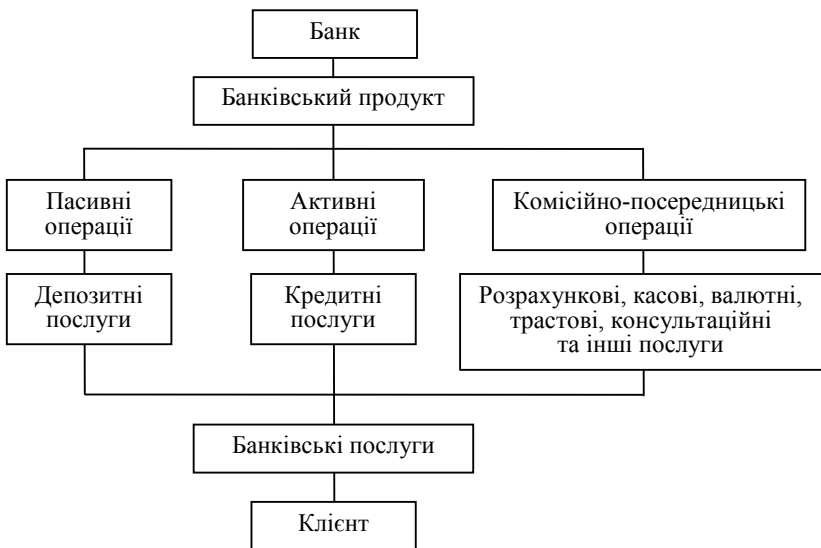 Банк
Банківський продукт
Пасивні
операції
Активні
операції
Комісійно-посередницькі
операції
Депозитні
послуги
Кредитні
послуги
Розрахункові, касові, валютні,
трастові, консультаційні
та інші послуги
Банківські послуги
Клієнт